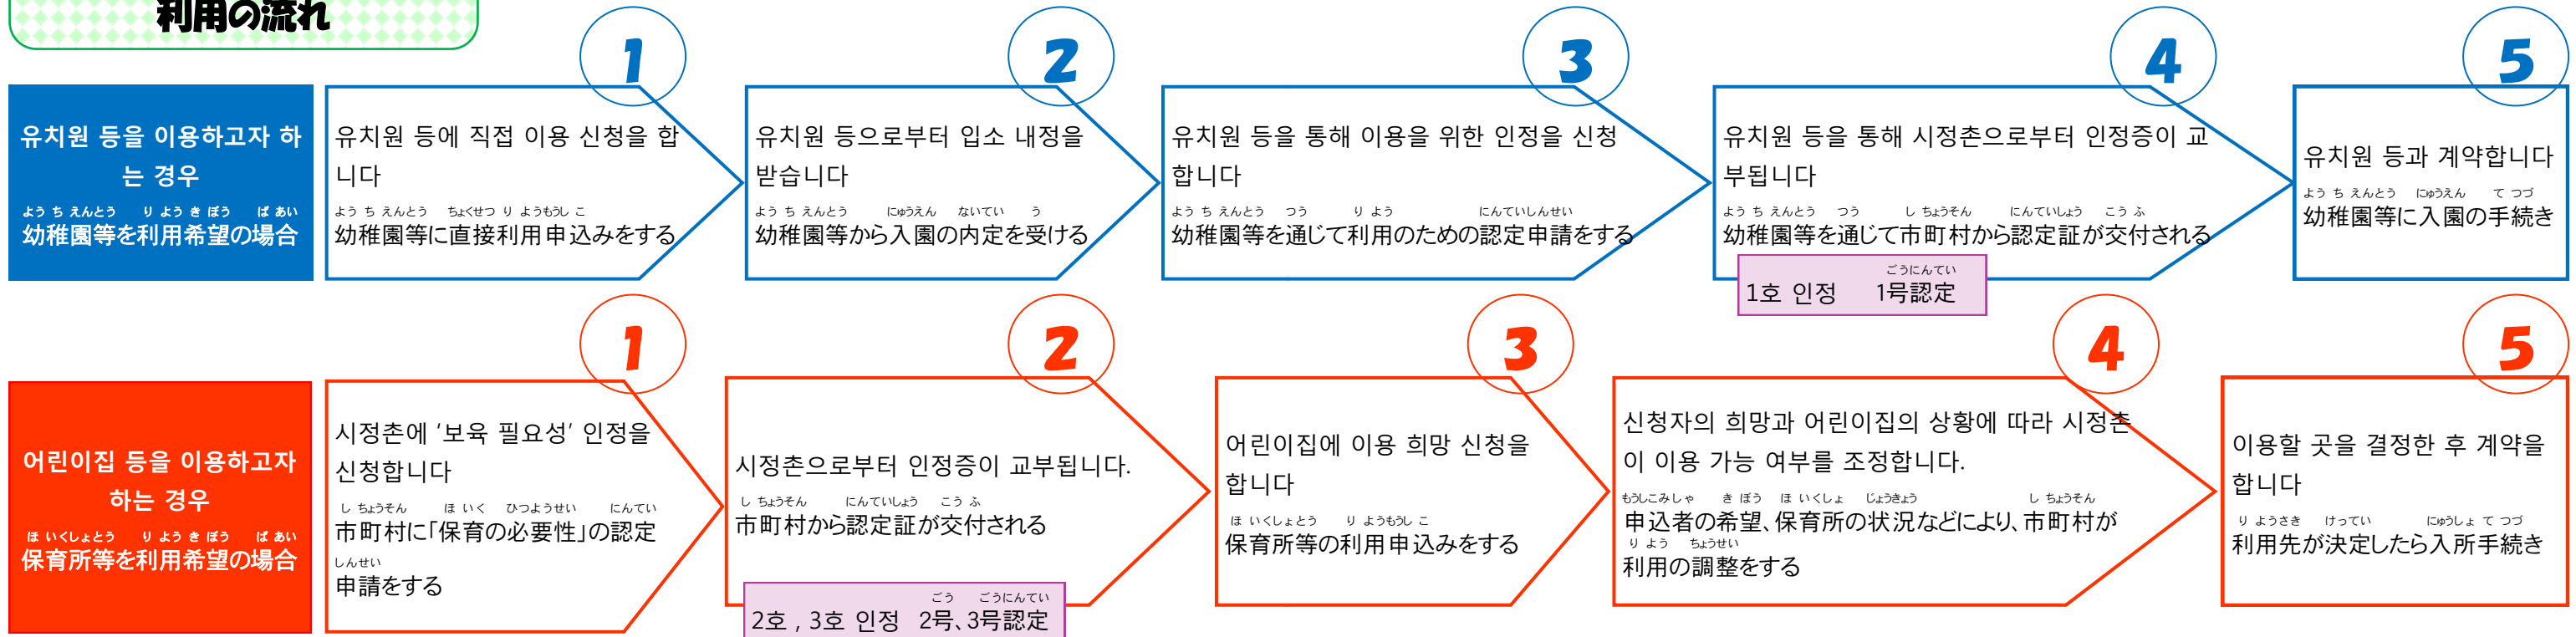 利用の流れ
1
2
3
4
5
유치원 등을 이용하고자 하
는 경우
ようちえんとう りようきぼう ばあい
幼稚園等を利用希望の場合
유치원 등에 직접 이용 신청을 합
니다
ようちえんとう ちょくせつ りようもうしこ
幼稚園等に直接利用申込みをする
유치원 등으로부터 입소 내정을
받습니다
ようちえんとう にゅうえん ないてい う
幼稚園等から入園の内定を受ける
유치원 등을 통해 이용을 위한 인정을 신청
합니다
ようちえんとう つう りよう にんていしんせい
幼稚園等を通じて利用のための認定申請をする
유치원 등을 통해 시정촌으로부터 인정증이 교
부됩니다
ようちえんとう つう しちょうそん にんていしょう こうふ
幼稚園等を通じて市町村から認定証が交付される
ごうにんてい
1호 인정 1号認定
유치원 등과 계약합니다
ようちえんとう にゅうえん てつづ
幼稚園等に入園の手続き
1
2
3
4
5
어린이집 등을 이용하고자
하는 경우
ほいくしょとう りようきぼう ばあい
保育所等を利用希望の場合
시정촌에 ‘보육 필요성’ 인정을
신청합니다
しちょうそん ほいく ひつようせい にんてい
市町村に「保育の必要性」の認定
しんせい
申請をする
시정촌으로부터 인정증이 교부됩니다.
しちょうそん にんていしょう こうふ
市町村から認定証が交付される
ごう ごうにんてい
2호 , 3호 인정 2号、3号認定
어린이집에 이용 희망 신청을
합니다
ほいくしょとう りようもうしこ
保育所等の利用申込みをする
신청자의 희망과 어린이집의 상황에 따라 시정촌
이 이용 가능 여부를 조정합니다.
もうしこみしゃ きぼう ほいくしょ じょうきょう しちょうそん
申込者の希望、保育所の状況などにより、市町村が
りよう ちょうせい
利用の調整をする
이용할 곳을 결정한 후 계약을
합니다
りようさき けってい にゅうしょてつづ
利用先が決定したら入所手続き